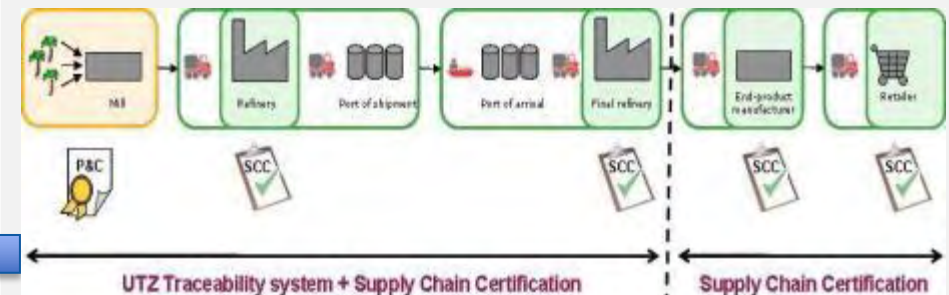 Mill
Refinery
Port of shipment
Port of arrival
Final refinery
End-product
manufacturer
Retailer
P&C
SCC
SCC
SCC
SCC
UTZ Traceability system + Supply Chain Certification
Supply Chain Certification